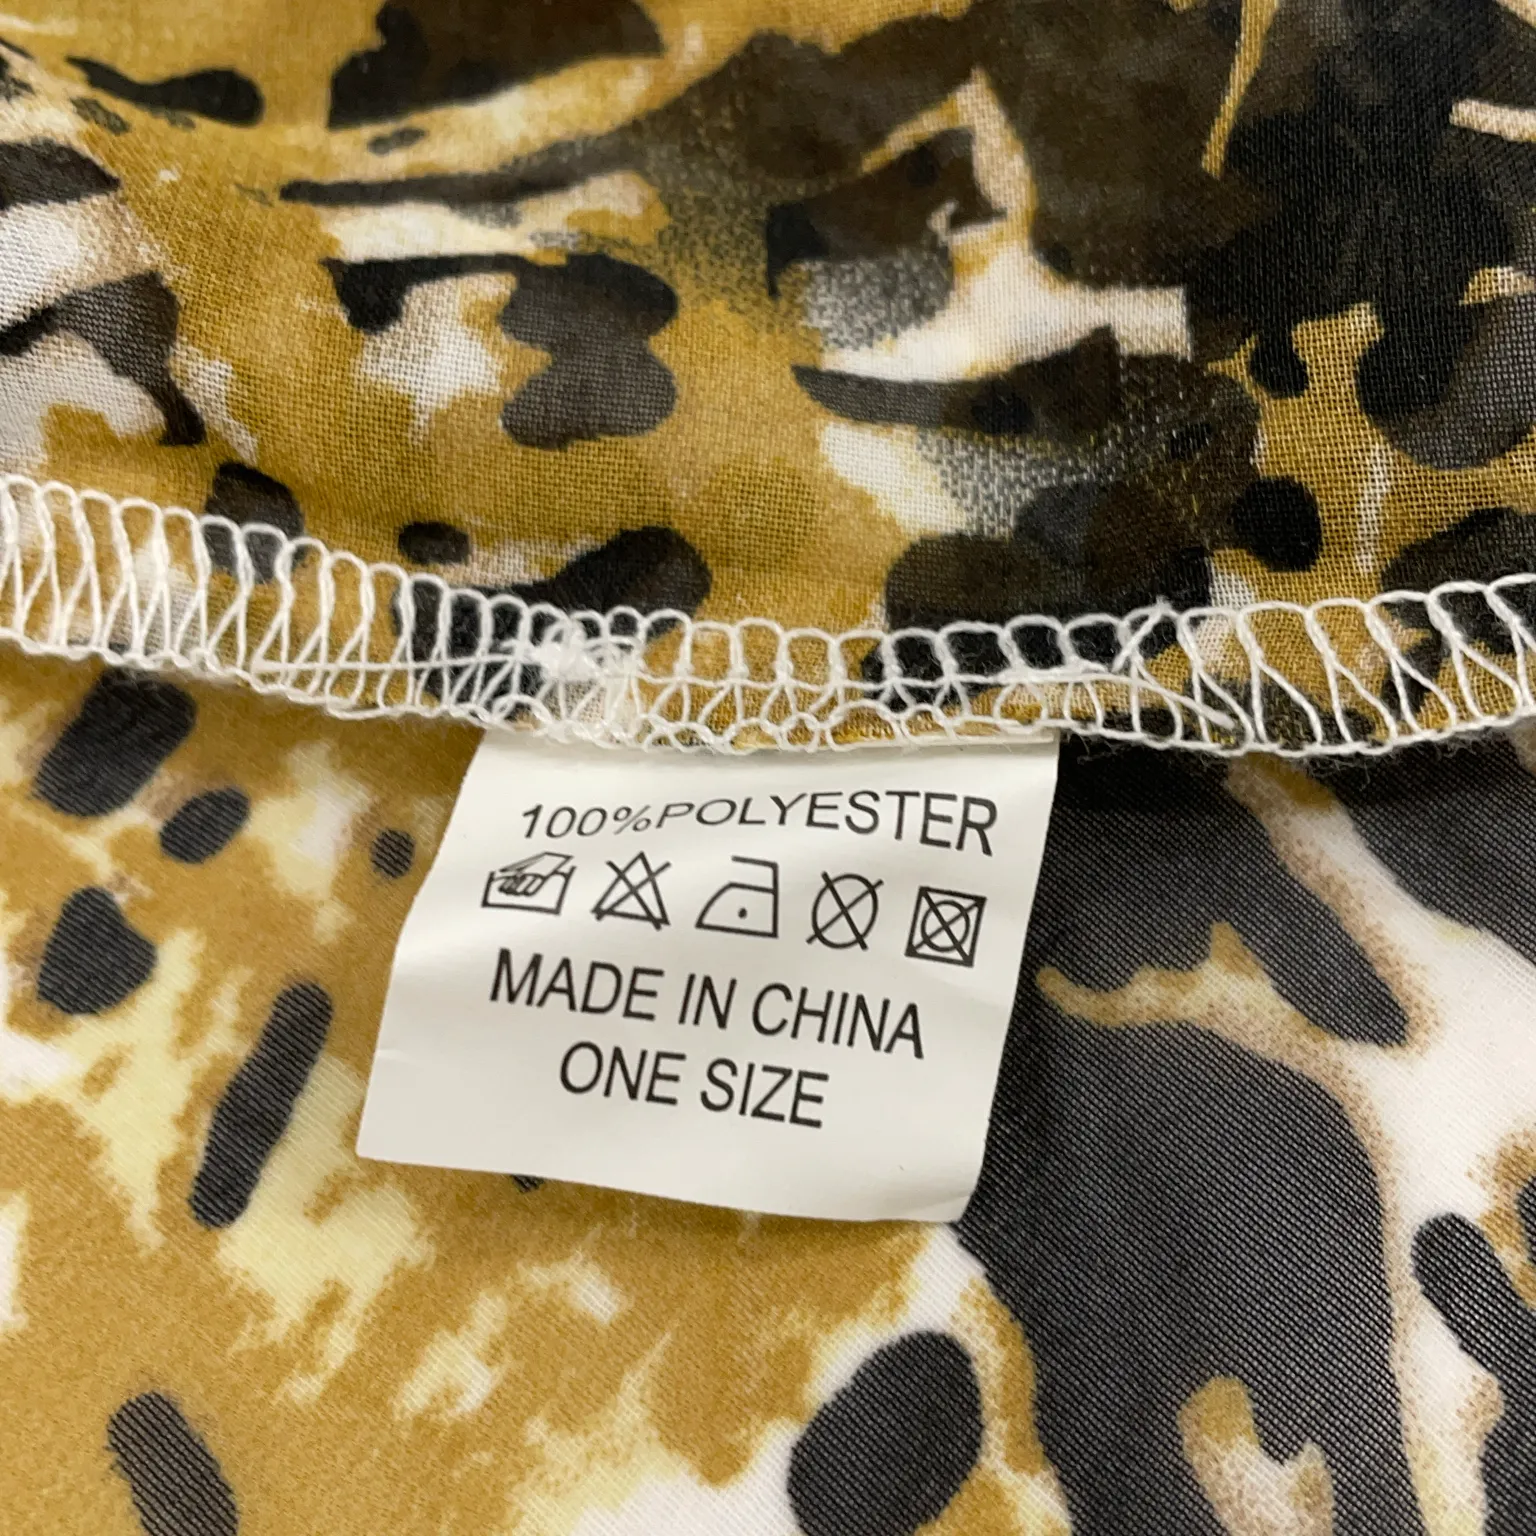 100%POLYESTER
MADE IN CHINA
ONE SIZE